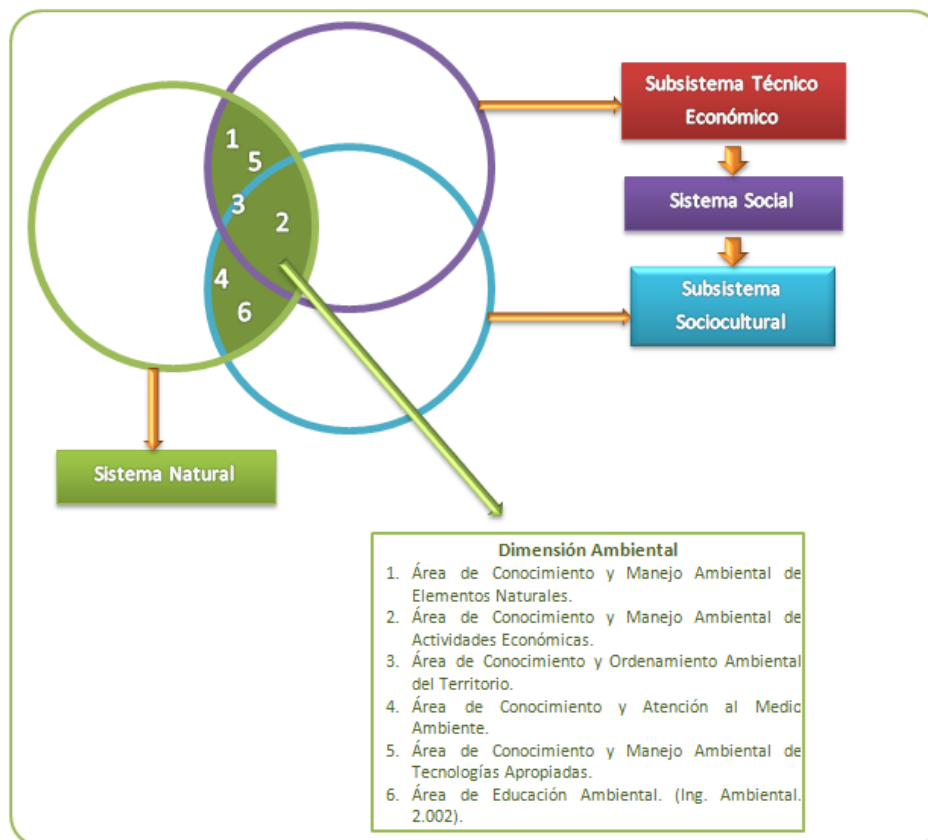 1
5
3
2
4
6
Subsistema Técnico
Económico
Sistema Social
Subsistema
Sociocultural
Sistema Natural
Dimensión Ambiental
1. Área de Conocimiento y Manejo Ambiental de
Elementos Naturales.
2. Área de Conocimiento y Manejo Ambiental de
Actividades Económicas.
3. Área de Conocimiento y Ordenamiento Ambiental
del Territorio.
4. Área de Conocimiento y Atención al Medio
Ambiente.
5. Área de Conocimiento y Manejo Ambiental de
Tecnologías Apropiadas.
6. Área de Educación Ambiental. (Ing. Ambiental.
2.002).